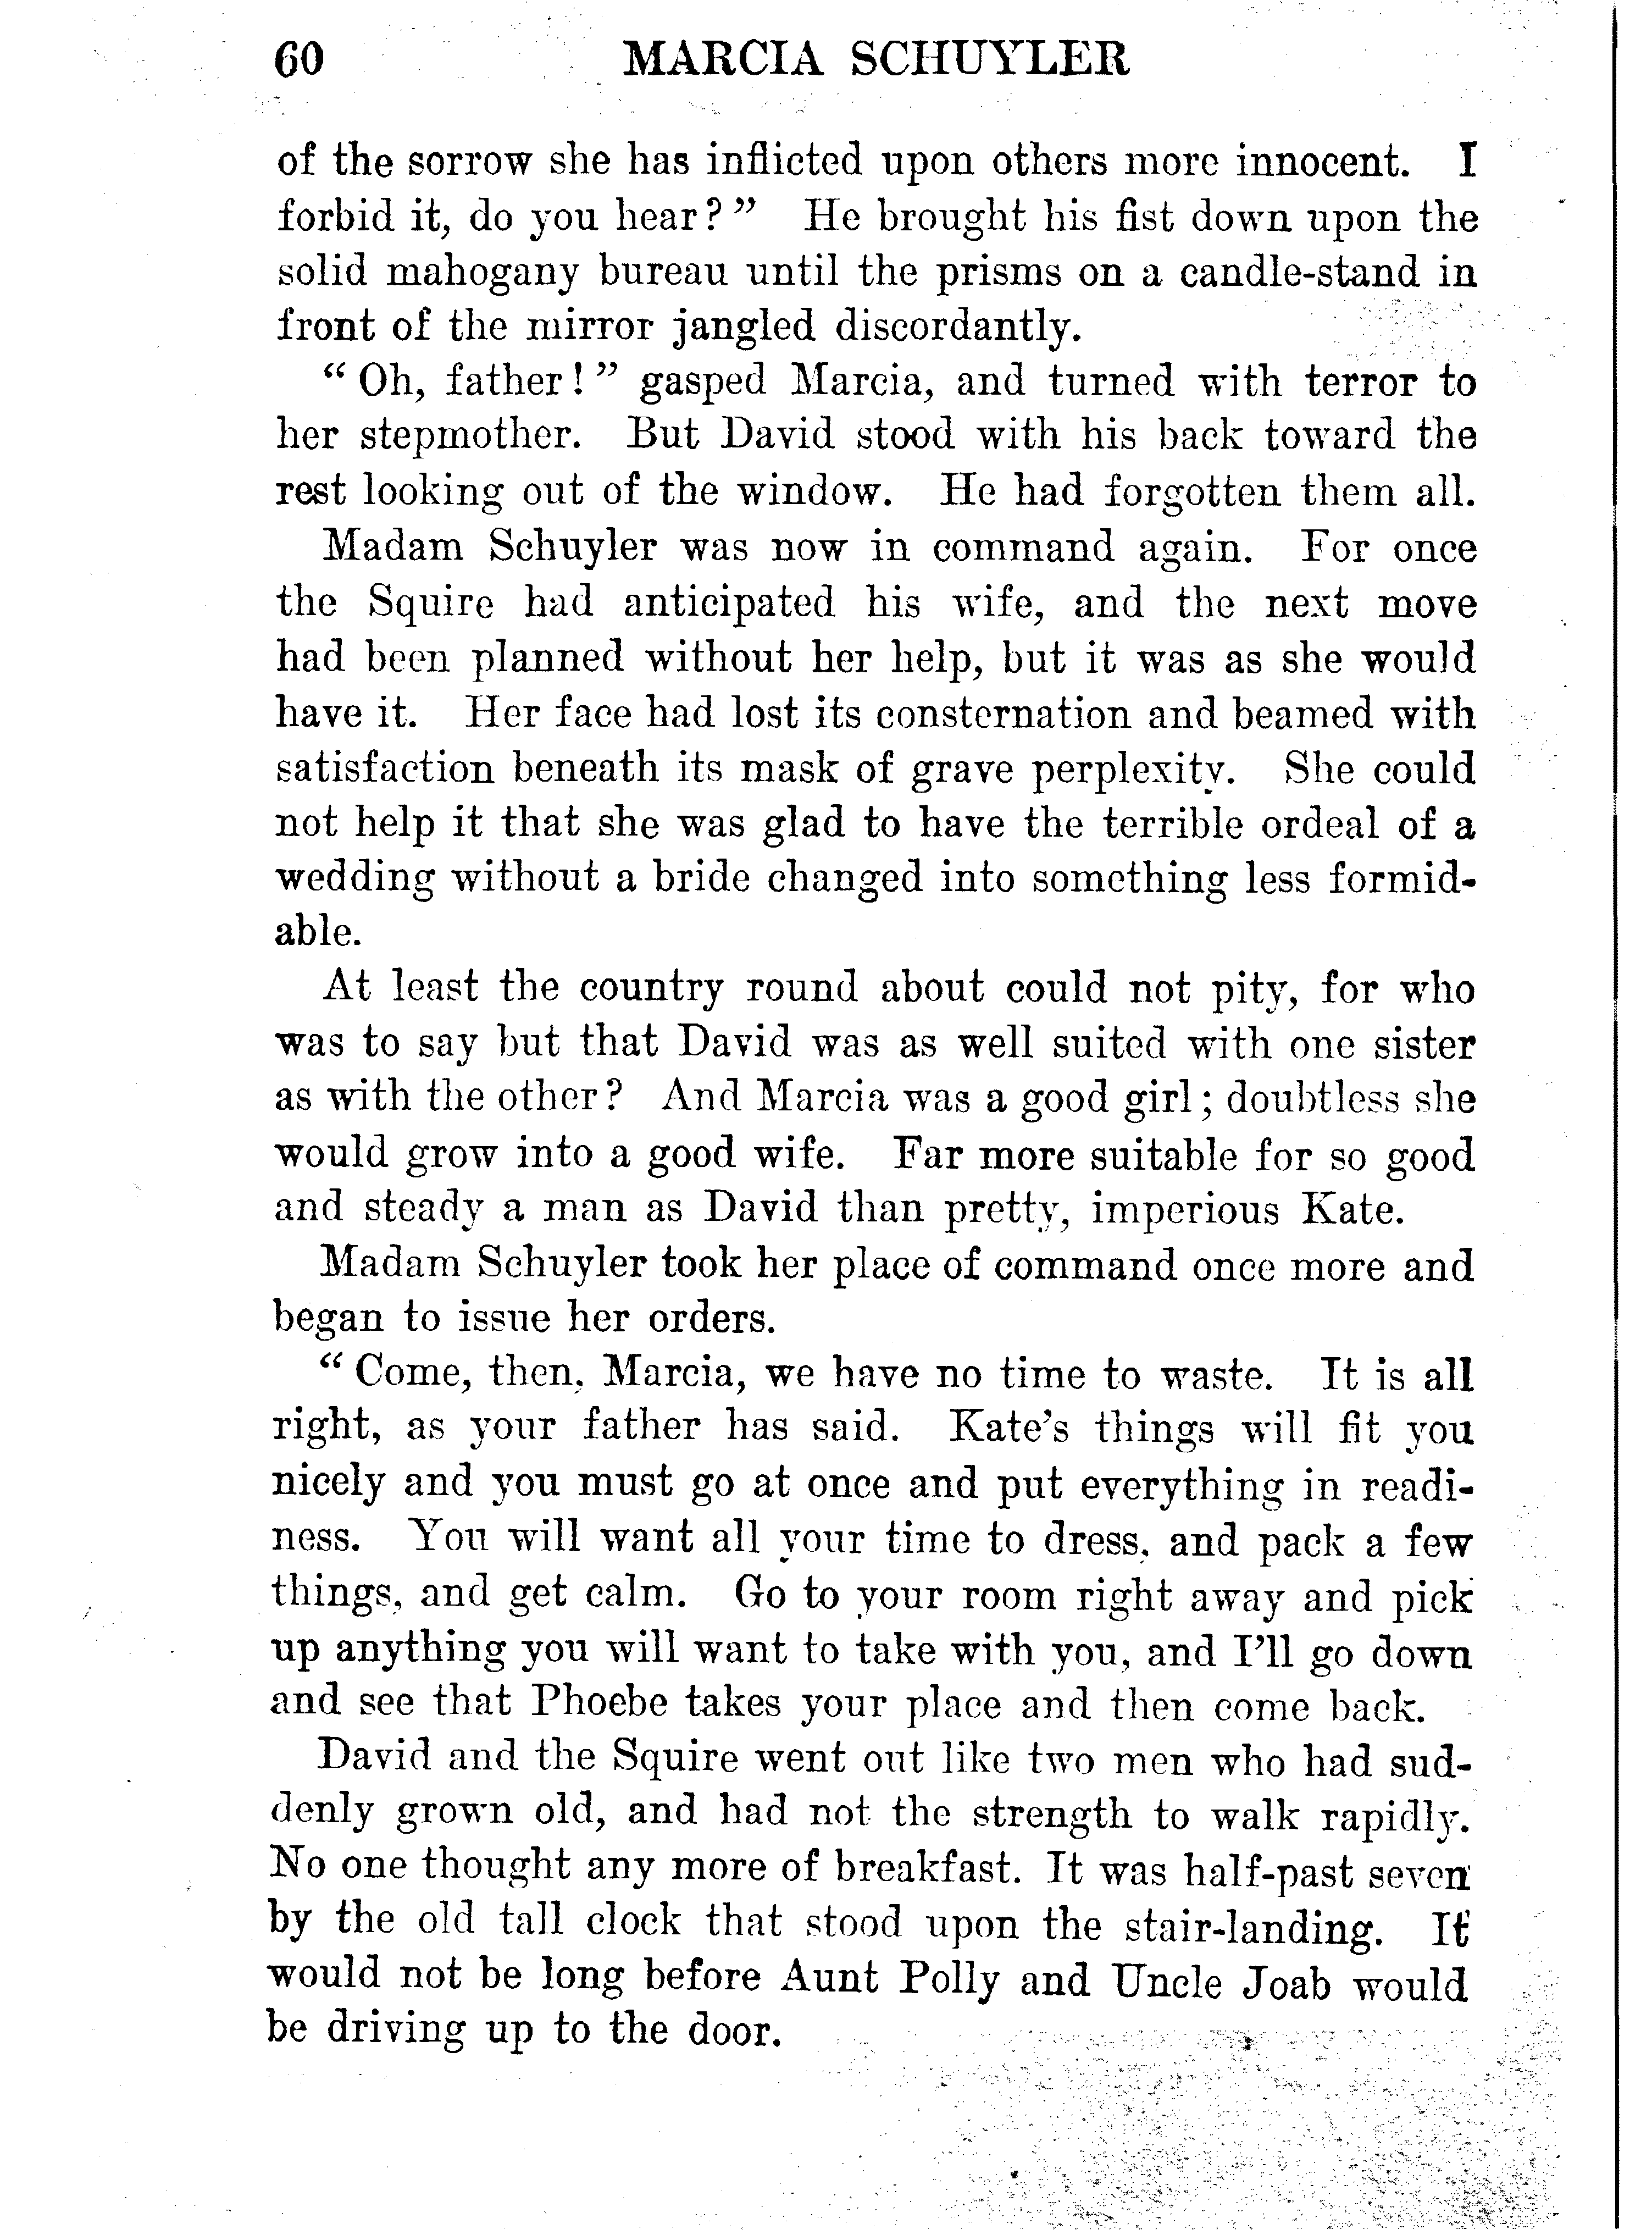 60 MARCIA SCHUYLER
of the sorrow she has inflicted upon others more innocent. I
forbid it, do you hear?" He brought his fist down upon the
solid mahogany bureau until the prisms on a candle-stand in
front of the mirror jangled discordantly.
"Oh, father!" gasped Marcia, and turned with terror to
her stepmother. But David stood with his back toward the
rest looking out of the window. He had forgotten them all.
Madam Schuyler was now in command again. For once
the Squire had anticipated his wife, and the next move
had been planned without her help, but it was as she would
have it. Her face had lost its consternation and beamed with
satisfaction beneath its mask of grave perplexity. She could
not help it that she was glad to have the terrible ordeal of a
wedding without a bride changed into something less formid-
able.
At least the country round about could not pity, for who
was to say but that David was as well suited with one sister
as with the other? And Marcia was a good girl; doubtless she
would grow into a good wife. Far more suitable for so good
and steady a man as David than pretty, imperious Kate.
Madam Schuyler took her place of command once more and
began to issue her orders.
"Come, then, Marcia, we have no time to waste. It is all
right, as your father has said. Kate's things will fit you
nicely and you must go at once and put everything in readi-
ness. You will want all your time to dress, and pack a few
things, and get calm. Go to your room right away and pick
up anything you will want to take with you, and I'll go down
and see that Phoebe takes your place and then come back.
David and the Squire went out like two men who had sud-
denly grown old, and had not the strength to walk rapidly.
No one thought any more of breakfast. It was half-past seven
by the old tall clock that stood upon the stair-landing. It
would not be long before Aunt Polly and Uncle Joab would
be driving up to the door.